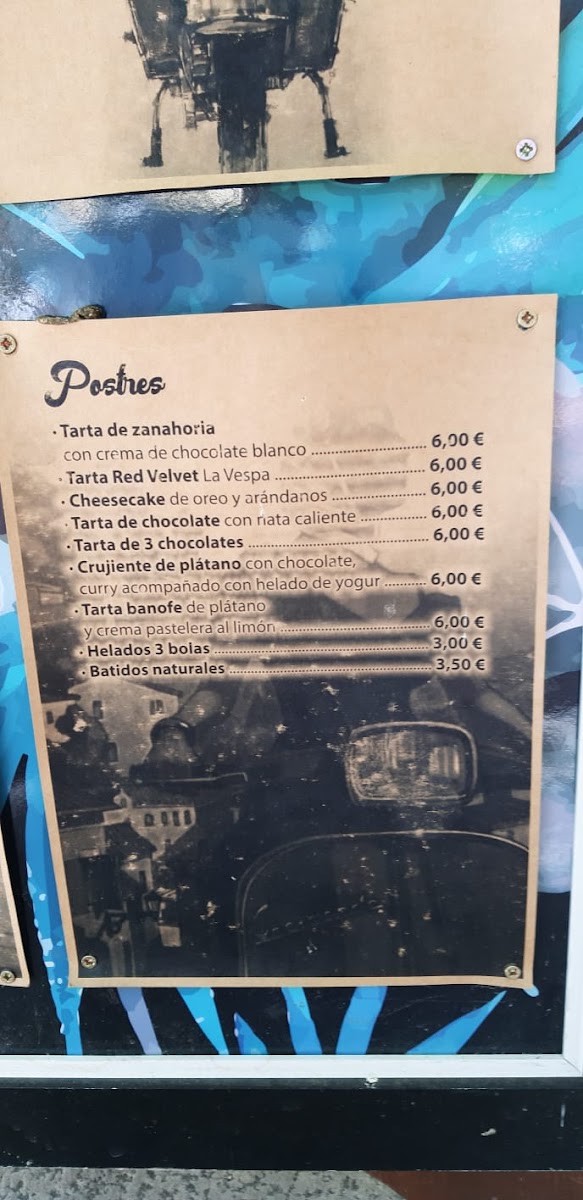 Postres
· Tarta de zanahoria
con crema de chocolate blanco ........................... 6,00 €
· Tarta Red Velvet La Vespa ................................... 6,00 €
· Cheesecake de oreo y arándanos ..................... 6,00 €
· Tarta de chocolate con nata caliente ............... 6,00 €
· Tarta de 3 chocolates ......................................... 6,00 €
· Crujiente de plátano con chocolate,
curry acompañado con helado de yogur .......... 6,00 €
· Tarta banofe de plátano
y crema pastelera al limón .................................. 6,00 €
· Helados 3 bolas ................................................. 3,00 €
· Batidos naturales .............................................. 3,50 €